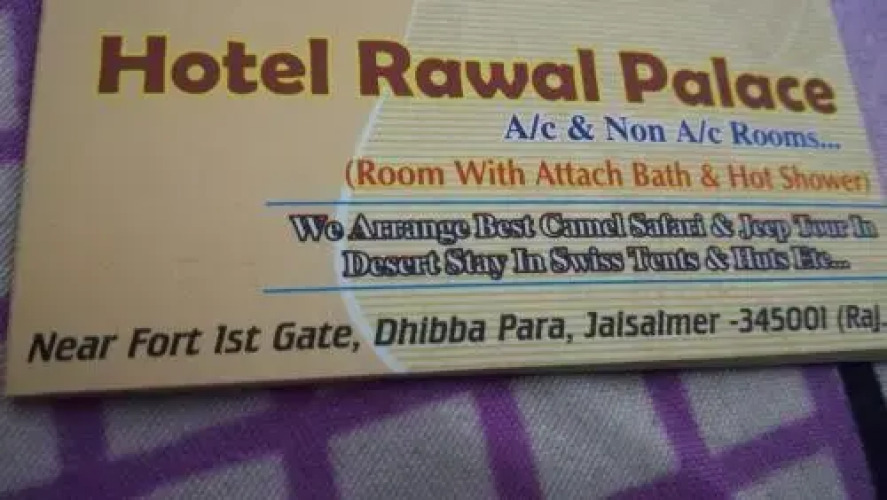 Hotel Rawal Palace
A/c & Non A/c Rooms...
(Room With Attach Bath & Hot Shower)
We Arrange Best Camel Safari & Jeep Tour In
Desert Stay In Swiss Tents & Huts Etc...
Near Fort 1st Gate, Dhibba Para, Jaisalmer -345001 (Raj.